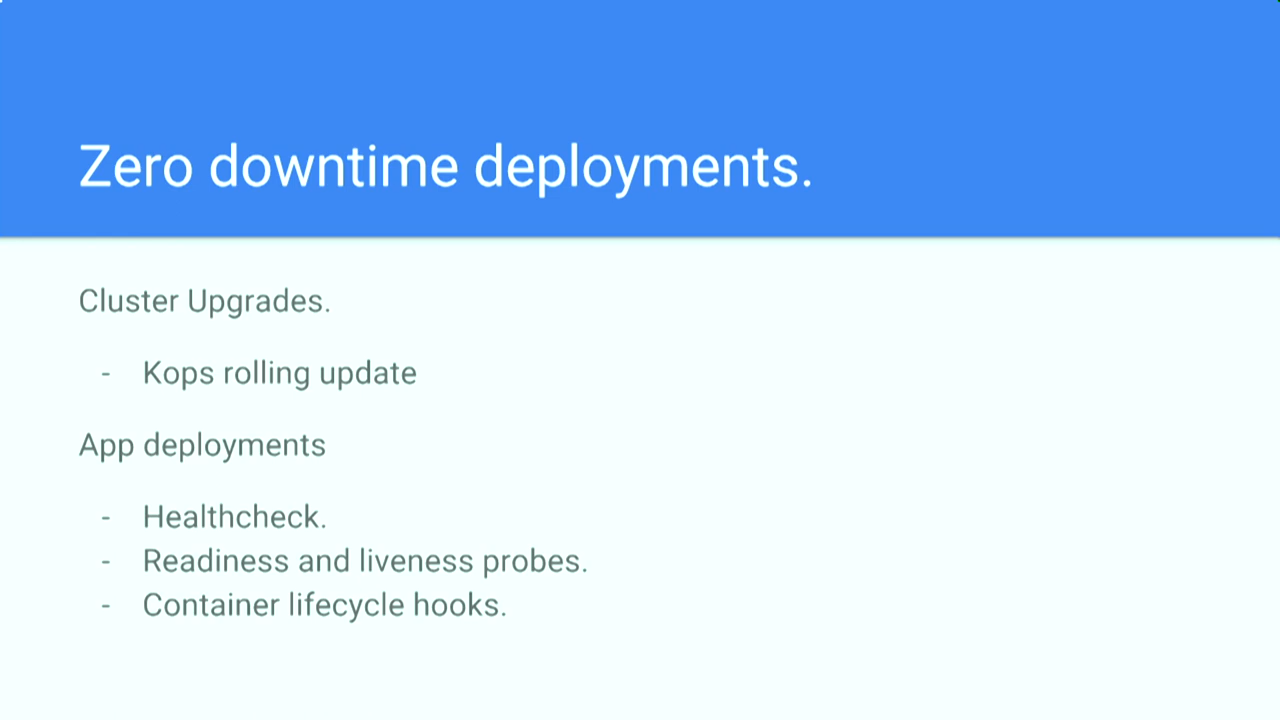 Zero downtime deployments.
Cluster Upgrades.
- Kops rolling update
App deployments
- Healthcheck.
- Readiness and liveness probes.
- Container lifecycle hooks.